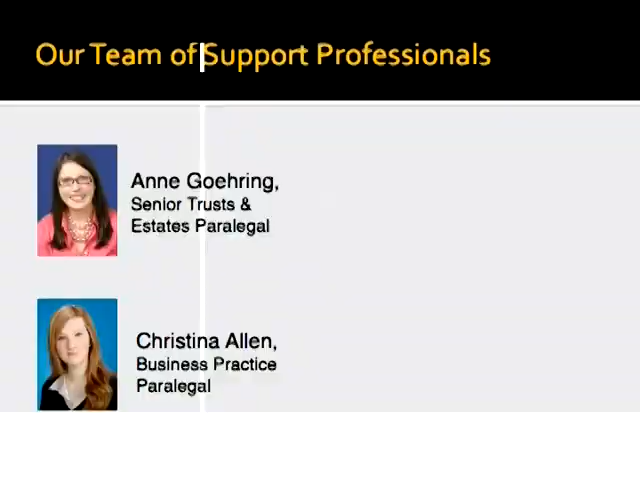 Our Team of Support Professionals
Anne Goehring,
Senior Trusts &
Estates Paralegal
Christina Allen,
Business Practice
Paralegal